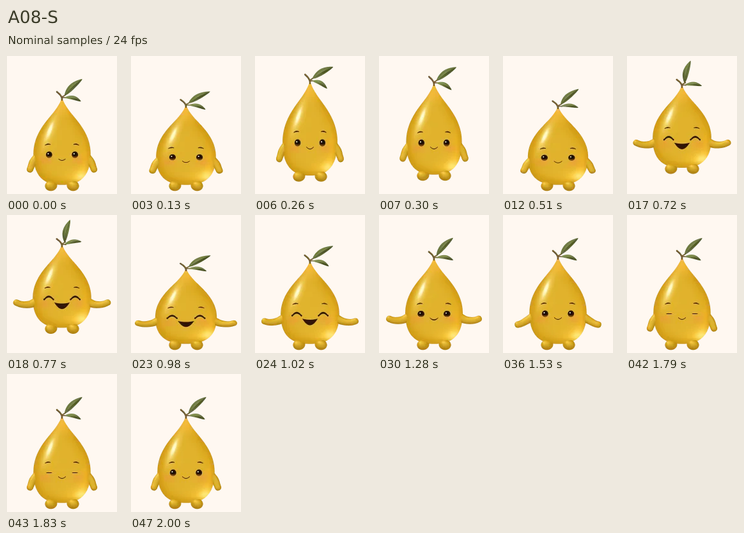 A08-S
Nominal samples / 24 fps
000 0.00 s
003 0.13 s
006 0.26 s
007 0.30 s
012 0.51 s
017 0.72 s
018 0.77 s
023 0.98 s
024 1.02 s
030 1.28 s
036 1.53 s
042 1.79 s
043 1.83 s
047 2.00 s